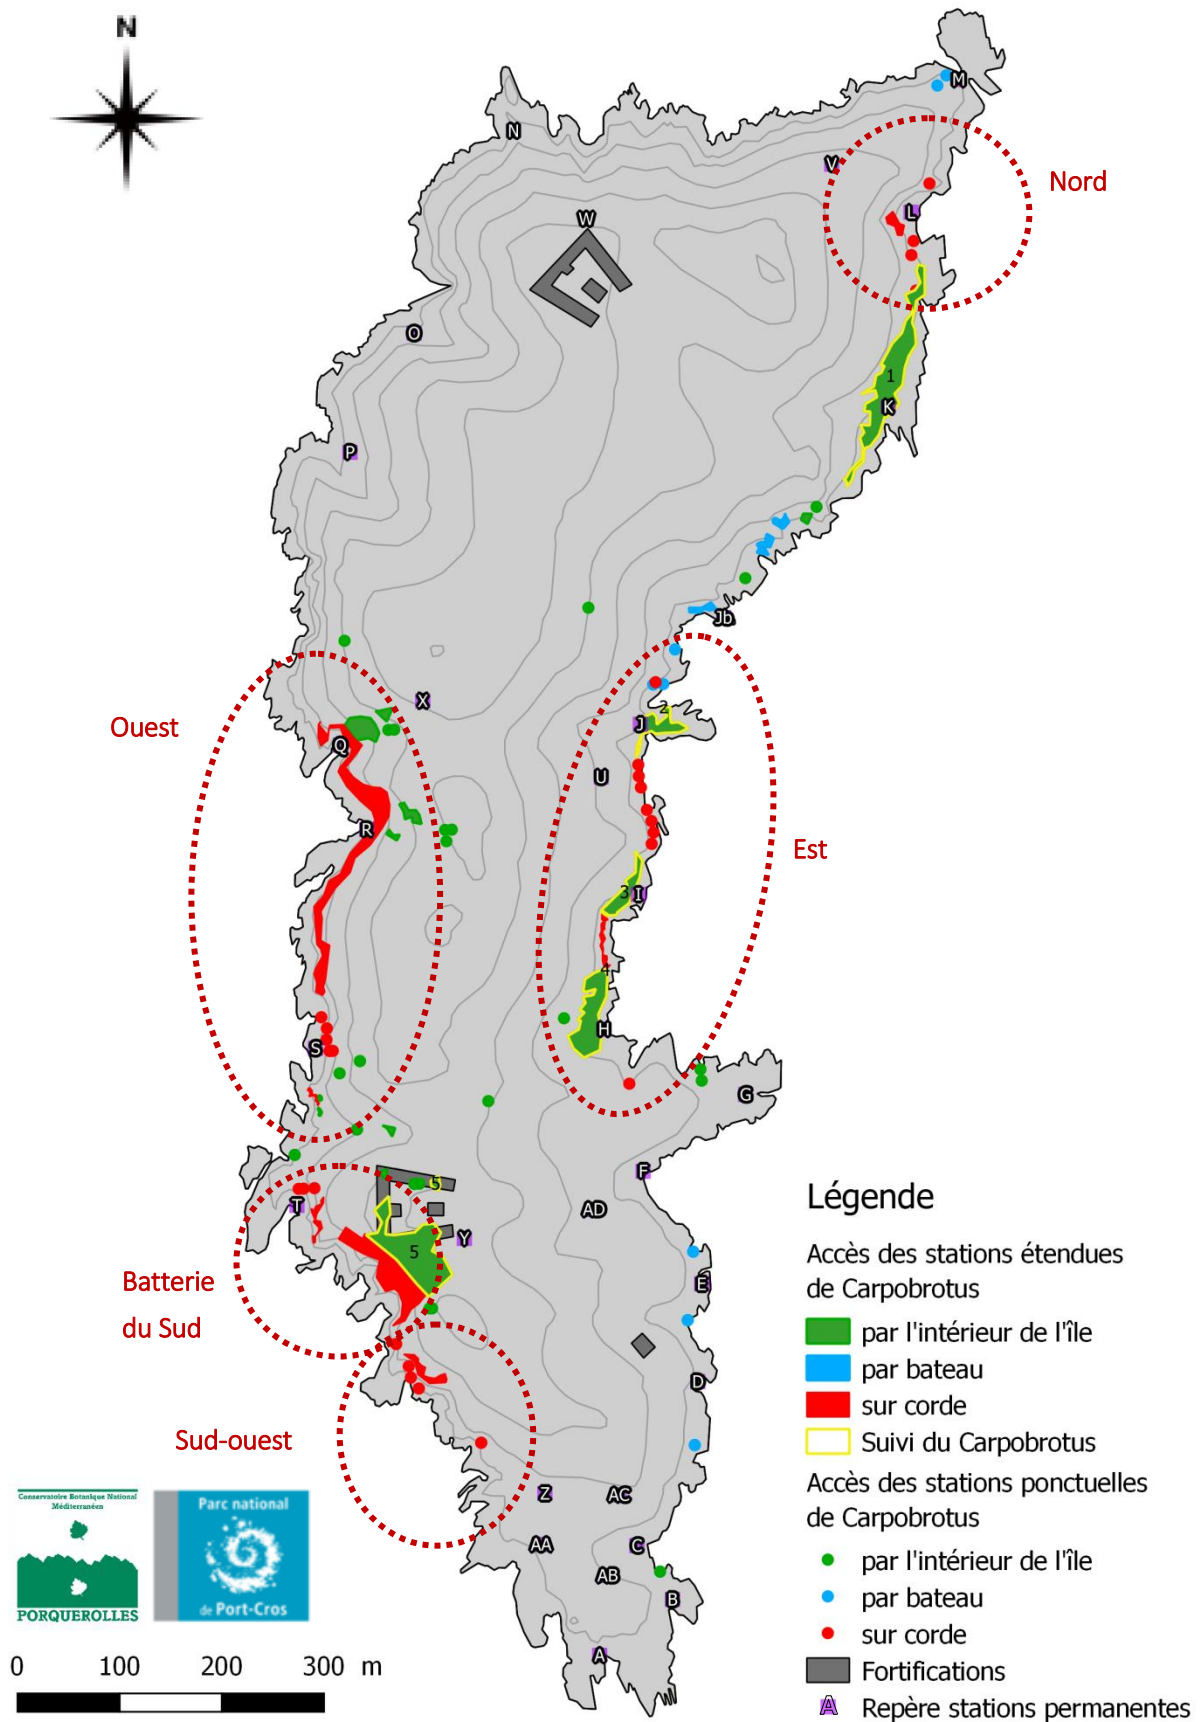 N
M
Nord
N
V
L
W
O
1
K
P
Jb
X
2
J
Ouest
Q
U
R
Est
3
I
4
H
S
G
F
5
T
AD
Y
5
Batterie
du Sud
E
D
Sud-ouest
Z
AC
AA
C
AB
B
A
Légende
Accès des stations étendues
de Carpobrotus
par l'intérieur de l'île
par bateau
sur corde
Suivi du Carpobrotus
Accès des stations ponctuelles
de Carpobrotus
par l'intérieur de l'île
par bateau
sur corde
Fortifications
A Repère stations permanentes
Conservatoire Botanique National
Méditerranéen
PORQUEROLLES
Parc national
de Port-Cros
0 100 200 300 m